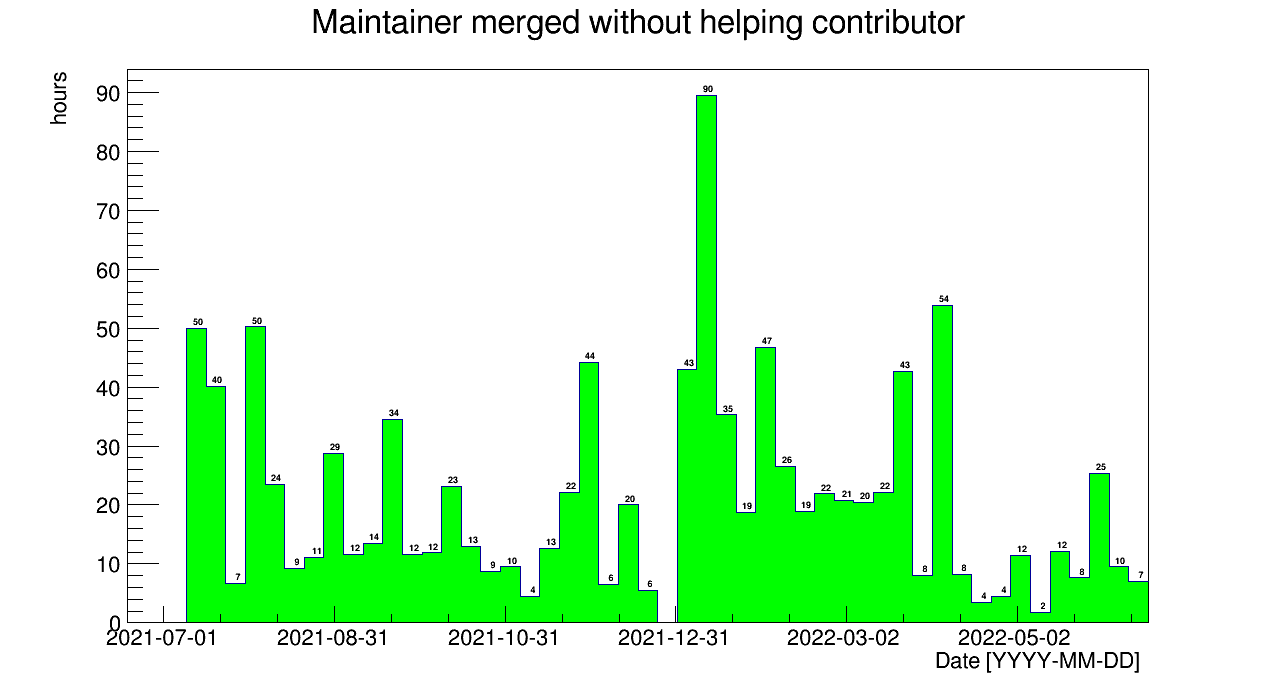 Maintainer merged without helping contributor
hours
90
80
70
60
50
40
30
20
10
0
50 40 7 50 24 9 11 29 12 14 34 12 12 23 13 9 10 4 13 22 44 6 20 6 43 90 35 19 47 26 19 22 21 20 22 43 8 54 8 4 4 12 2 12 8 25 10 7
2021-07-01 2021-08-31 2021-10-31 2021-12-31 2022-03-02 2022-05-02
Date [YYYY-MM-DD]